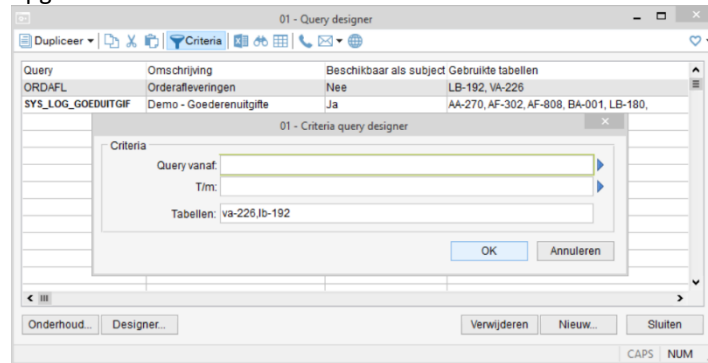 01 - Query designer
Dupliceer Criteria
Query Omschrijving Beschikbaar als subject Gebruikte tabellen
ORDAFL Orderafleveringen Nee LB-192, VA-226
SYS_LOG_GOEDUITGIF Demo - Goederenuitgifte Ja AA-270, AF-302, AF-808, BA-001, LB-180,
01 - Criteria query designer
Criteria
Query vanaf:
T/m:
Tabellen: va-226,lb-192
OK Annuleren
Onderhoud... Designer... Verwijderen Nieuw... Sluiten
CAPS NUM